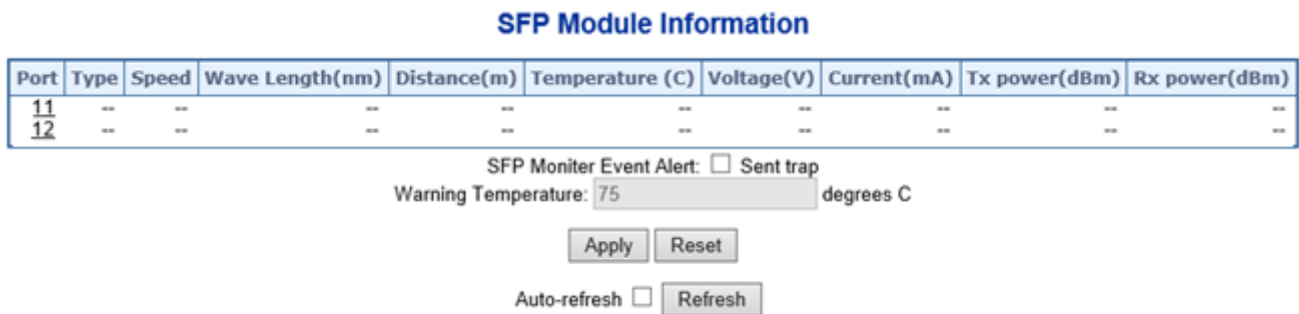 SFP Module Information
Port Type Speed Wave Length(nm) Distance(m) Temperature (C) Voltage(V) Current(mA) Tx power(dBm) Rx power(dBm)
11 -- -- -- -- -- -- -- -- --
12 -- -- -- -- -- -- -- -- --
SFP Moniter Event Alert: Sent trap
Warning Temperature: 75 degrees C
Apply Reset
Auto-refresh Refresh